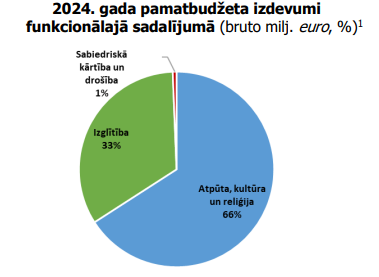 2024. gada pamatbudžeta izdevumi
funkcionālajā sadalījumā (bruto milj. euro, %)¹
Sabiedriskā
kārtība un
drošība
1%
Izglītība
33%
Atpūta, kultūra
un reliģija
66%